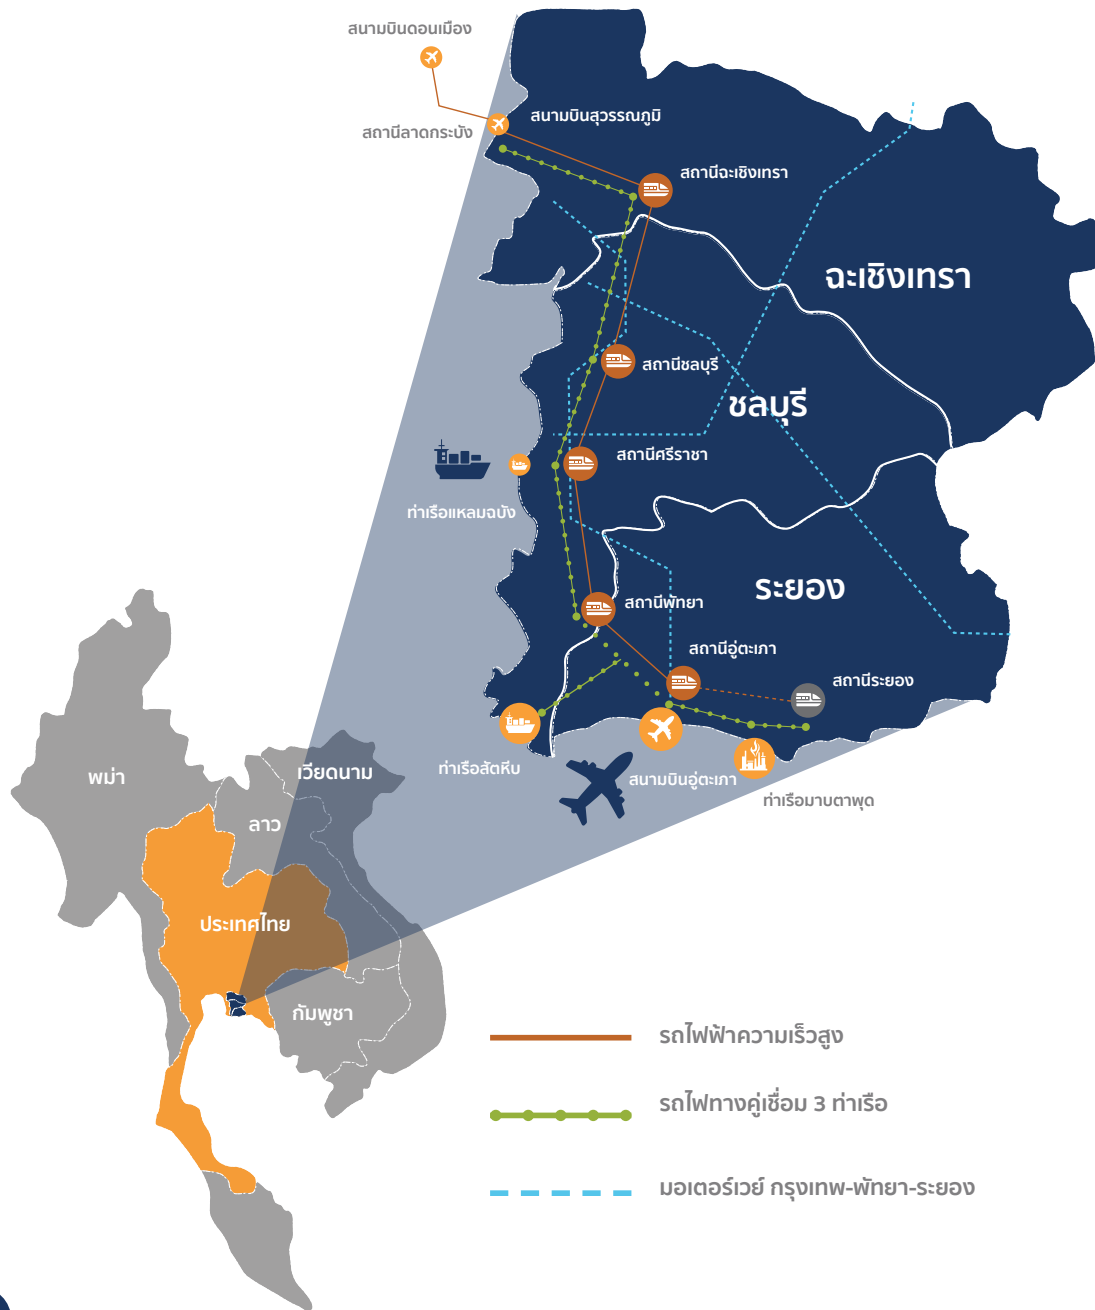 สนามบินดอนเมือง
สนามบินสุวรรณภูมิ
สถานีลาดกระบัง
สถานีฉะเชิงเทรา
ฉะเชิงเทรา
สถานีชลบุรี
ชลบุรี
สถานีศรีราชา
ท่าเรือแหลมฉบัง
ระยอง
สถานีพัทยา
สถานีอู่ตะเภา
สถานีระยอง
ท่าเรือสัตหีบ
สนามบินอู่ตะเภา
ท่าเรือมาบตาพุด
พม่า
เวียดนาม
ลาว
ประเทศไทย
กัมพูชา
รถไฟฟ้าความเร็วสูง
รถไฟทางคู่เชื่อม 3 ท่าเรือ
มอเตอร์เวย์ กรุงเทพ-พัทยา-ระยอง